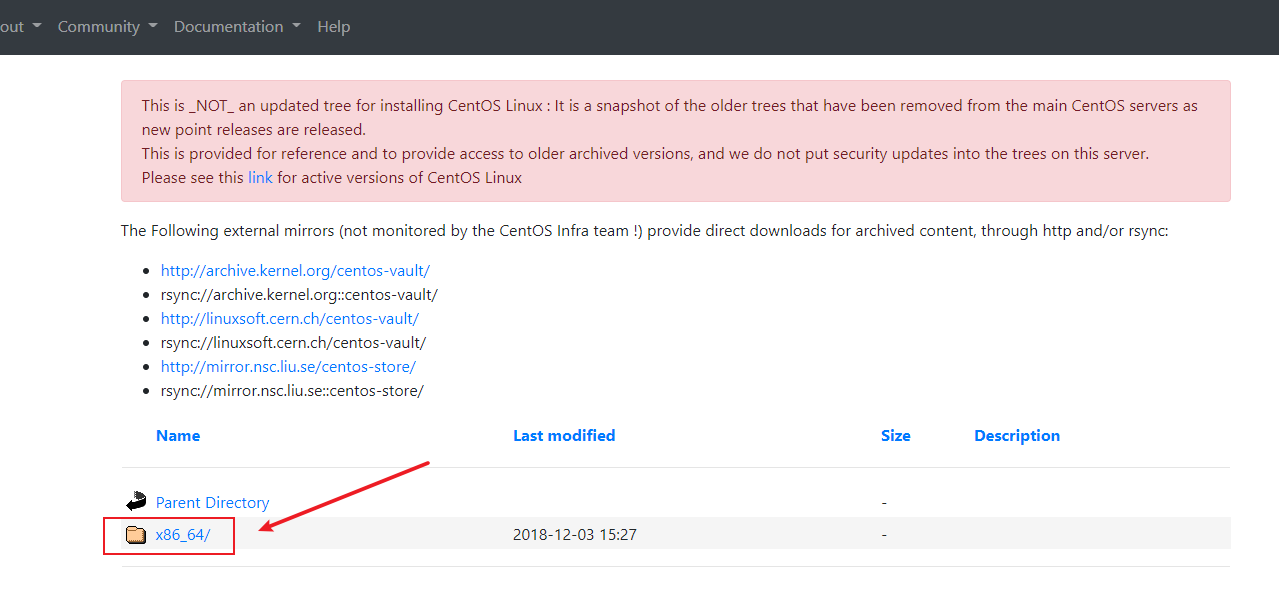 out Community Documentation Help
This is _NOT_ an updated tree for installing CentOS Linux : It is a snapshot of the older trees that have been removed from the main CentOS servers as
new point releases are released.
This is provided for reference and to provide access to older archived versions, and we do not put security updates into the trees on this server.
Please see this link for active versions of CentOS Linux
The Following external mirrors (not monitored by the CentOS Infra team !) provide direct downloads for archived content, through http and/or rsync:
http://archive.kernel.org/centos-vault/
rsync://archive.kernel.org::centos-vault/
http://linuxsoft.cern.ch/centos-vault/
rsync://linuxsoft.cern.ch/centos-vault/
http://mirror.nsc.liu.se/centos-store/
rsync://mirror.nsc.liu.se::centos-store/
Name Last modified Size Description
Parent Directory -
x86_64/ 2018-12-03 15:27 -